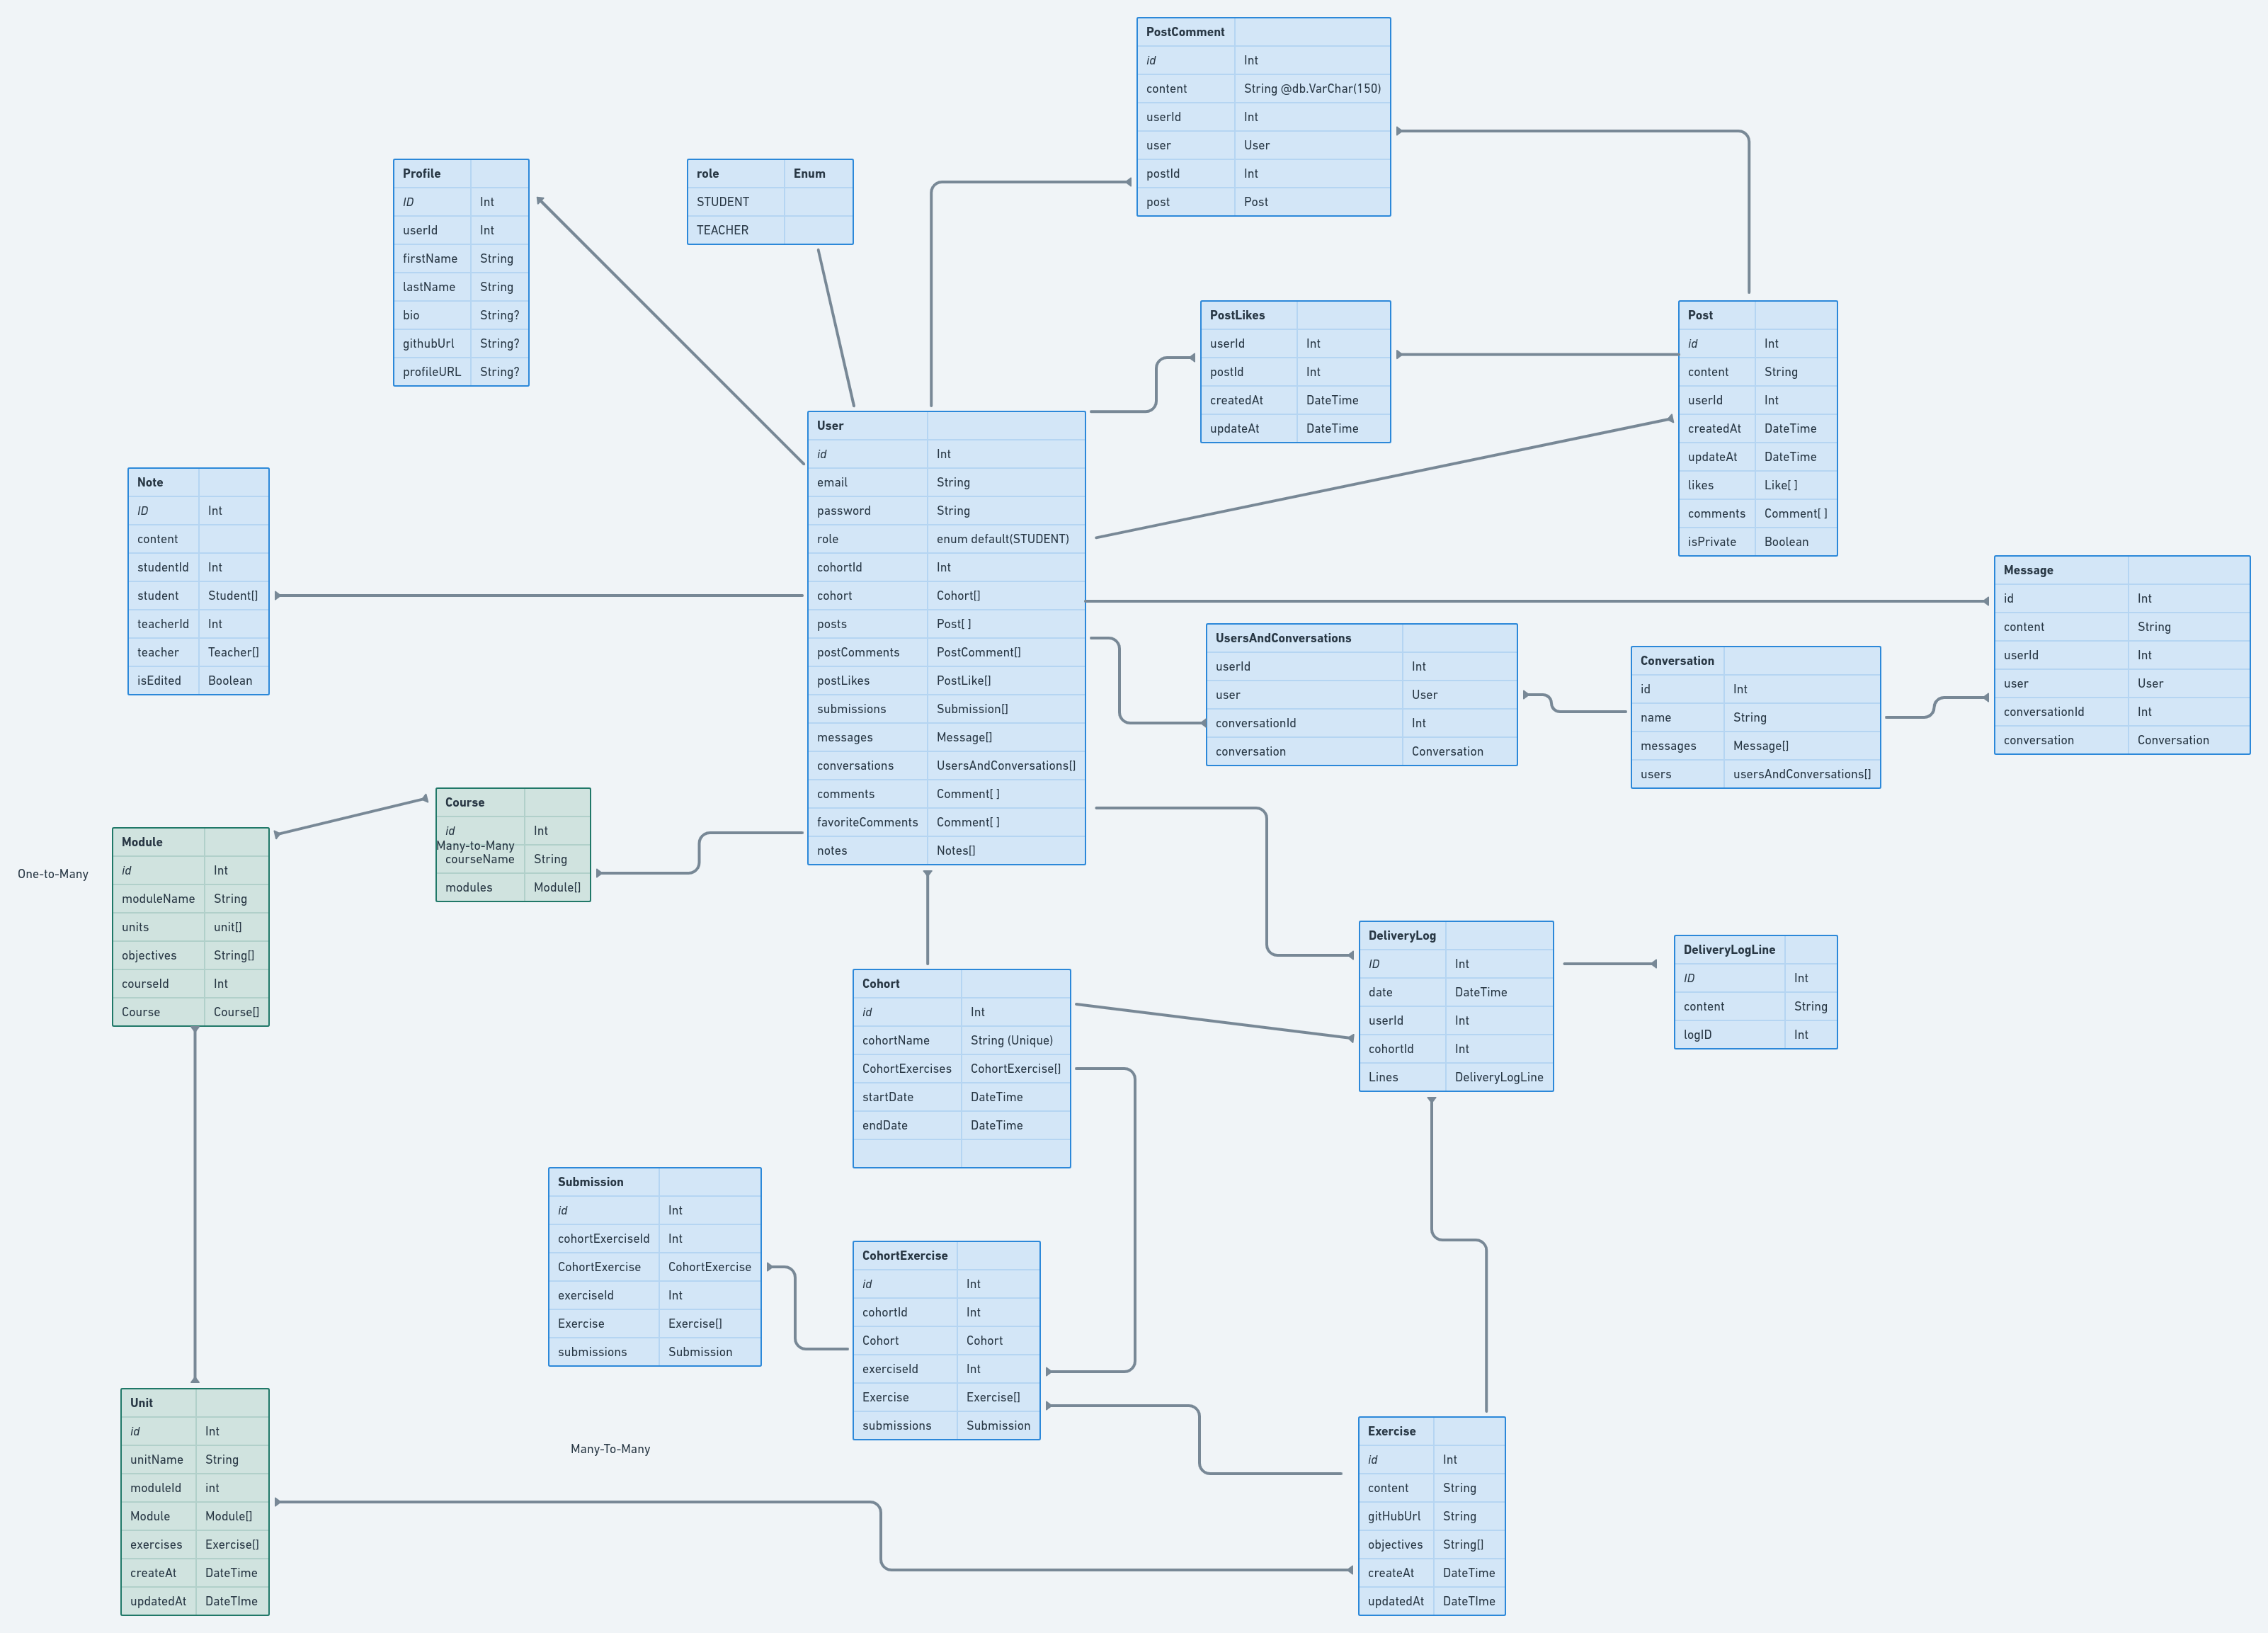 PostComment
id Int
content String @db.VarChar(150)
userId Int
user User
postId Int
post Post
Profile
ID Int
userId Int
firstName String
lastName String
bio String?
githubUrl String?
profileURL String?
role Enum
STUDENT
TEACHER
PostLikes
userId Int
postId Int
createdAt DateTime
updateAt DateTime
Post
id Int
content String
userId Int
createdAt DateTime
updateAt DateTime
likes Like[ ]
comments Comment[ ]
isPrivate Boolean
User
id Int
email String
password String
role enum default(STUDENT)
cohortId Int
cohort Cohort[]
posts Post[ ]
postComments PostComment[]
postLikes PostLike[]
submissions Submission[]
messages Message[]
conversations UsersAndConversations[]
comments Comment[ ]
favoriteComments Comment[ ]
notes Notes[]
Note
ID Int
content
studentId Int
student Student[]
teacherId Int
teacher Teacher[]
isEdited Boolean
Message
id Int
content String
userId Int
user User
conversationId Int
conversation Conversation
UsersAndConversations
userId Int
user User
conversationId Int
conversation Conversation
Conversation
id Int
name String
messages Message[]
users usersAndConversations[]
Course
id Int
Many-to-Many
courseName String
modules Module[]
Module
id Int
moduleName String
units unit[]
objectives String[]
courseId Int
Course Course[]
One-to-Many
DeliveryLog
ID Int
date DateTime
userId Int
cohortId Int
Lines DeliveryLogLine
DeliveryLogLine
ID Int
content String
logID Int
Cohort
id Int
cohortName String (Unique)
CohortExercises CohortExercise[]
startDate DateTime
endDate DateTime
Submission
id Int
cohortExerciseId Int
CohortExercise CohortExercise
exerciseId Int
Exercise Exercise[]
submissions Submission
CohortExercise
id Int
cohortId Int
Cohort Cohort
exerciseId Int
Exercise Exercise[]
submissions Submission
Many-To-Many
Unit
id Int
unitName String
moduleId int
Module Module[]
exercises Exercise[]
createAt DateTime
updatedAt DateTIme
Exercise
id Int
content String
gitHubUrl String
objectives String[]
createAt DateTime
updatedAt DateTIme